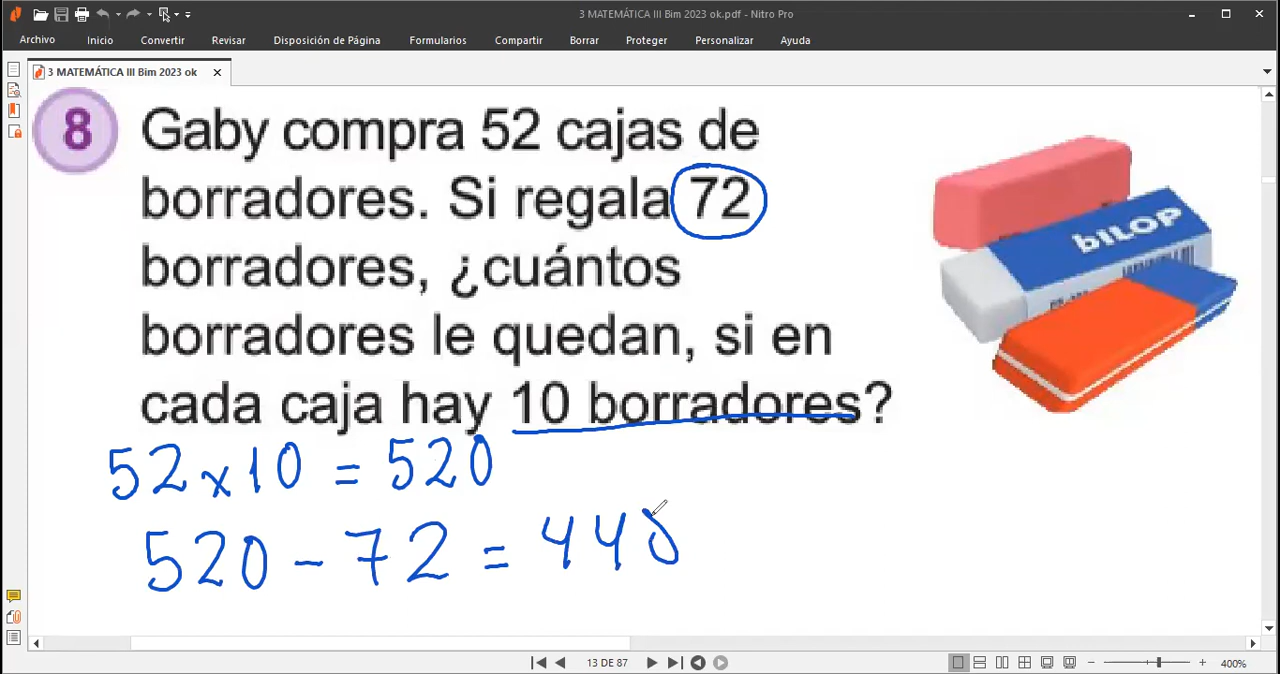 3 MATEMÁTICA III Bim 2023 ok.pdf - Nitro Pro
Archivo Inicio Convertir Revisar Disposición de Página Formularios Compartir Borrar Proteger Personalizar Ayuda
3 MATEMÁTICA III Bim 2023 ok
8 Gaby compra 52 cajas de
borradores. Si regala 72
borradores, ¿cuántos
borradores le quedan, si en
cada caja hay 10 borradores?
bILOP
52 x 10 = 520
520 - 72 = 448
13 DE 87
400%